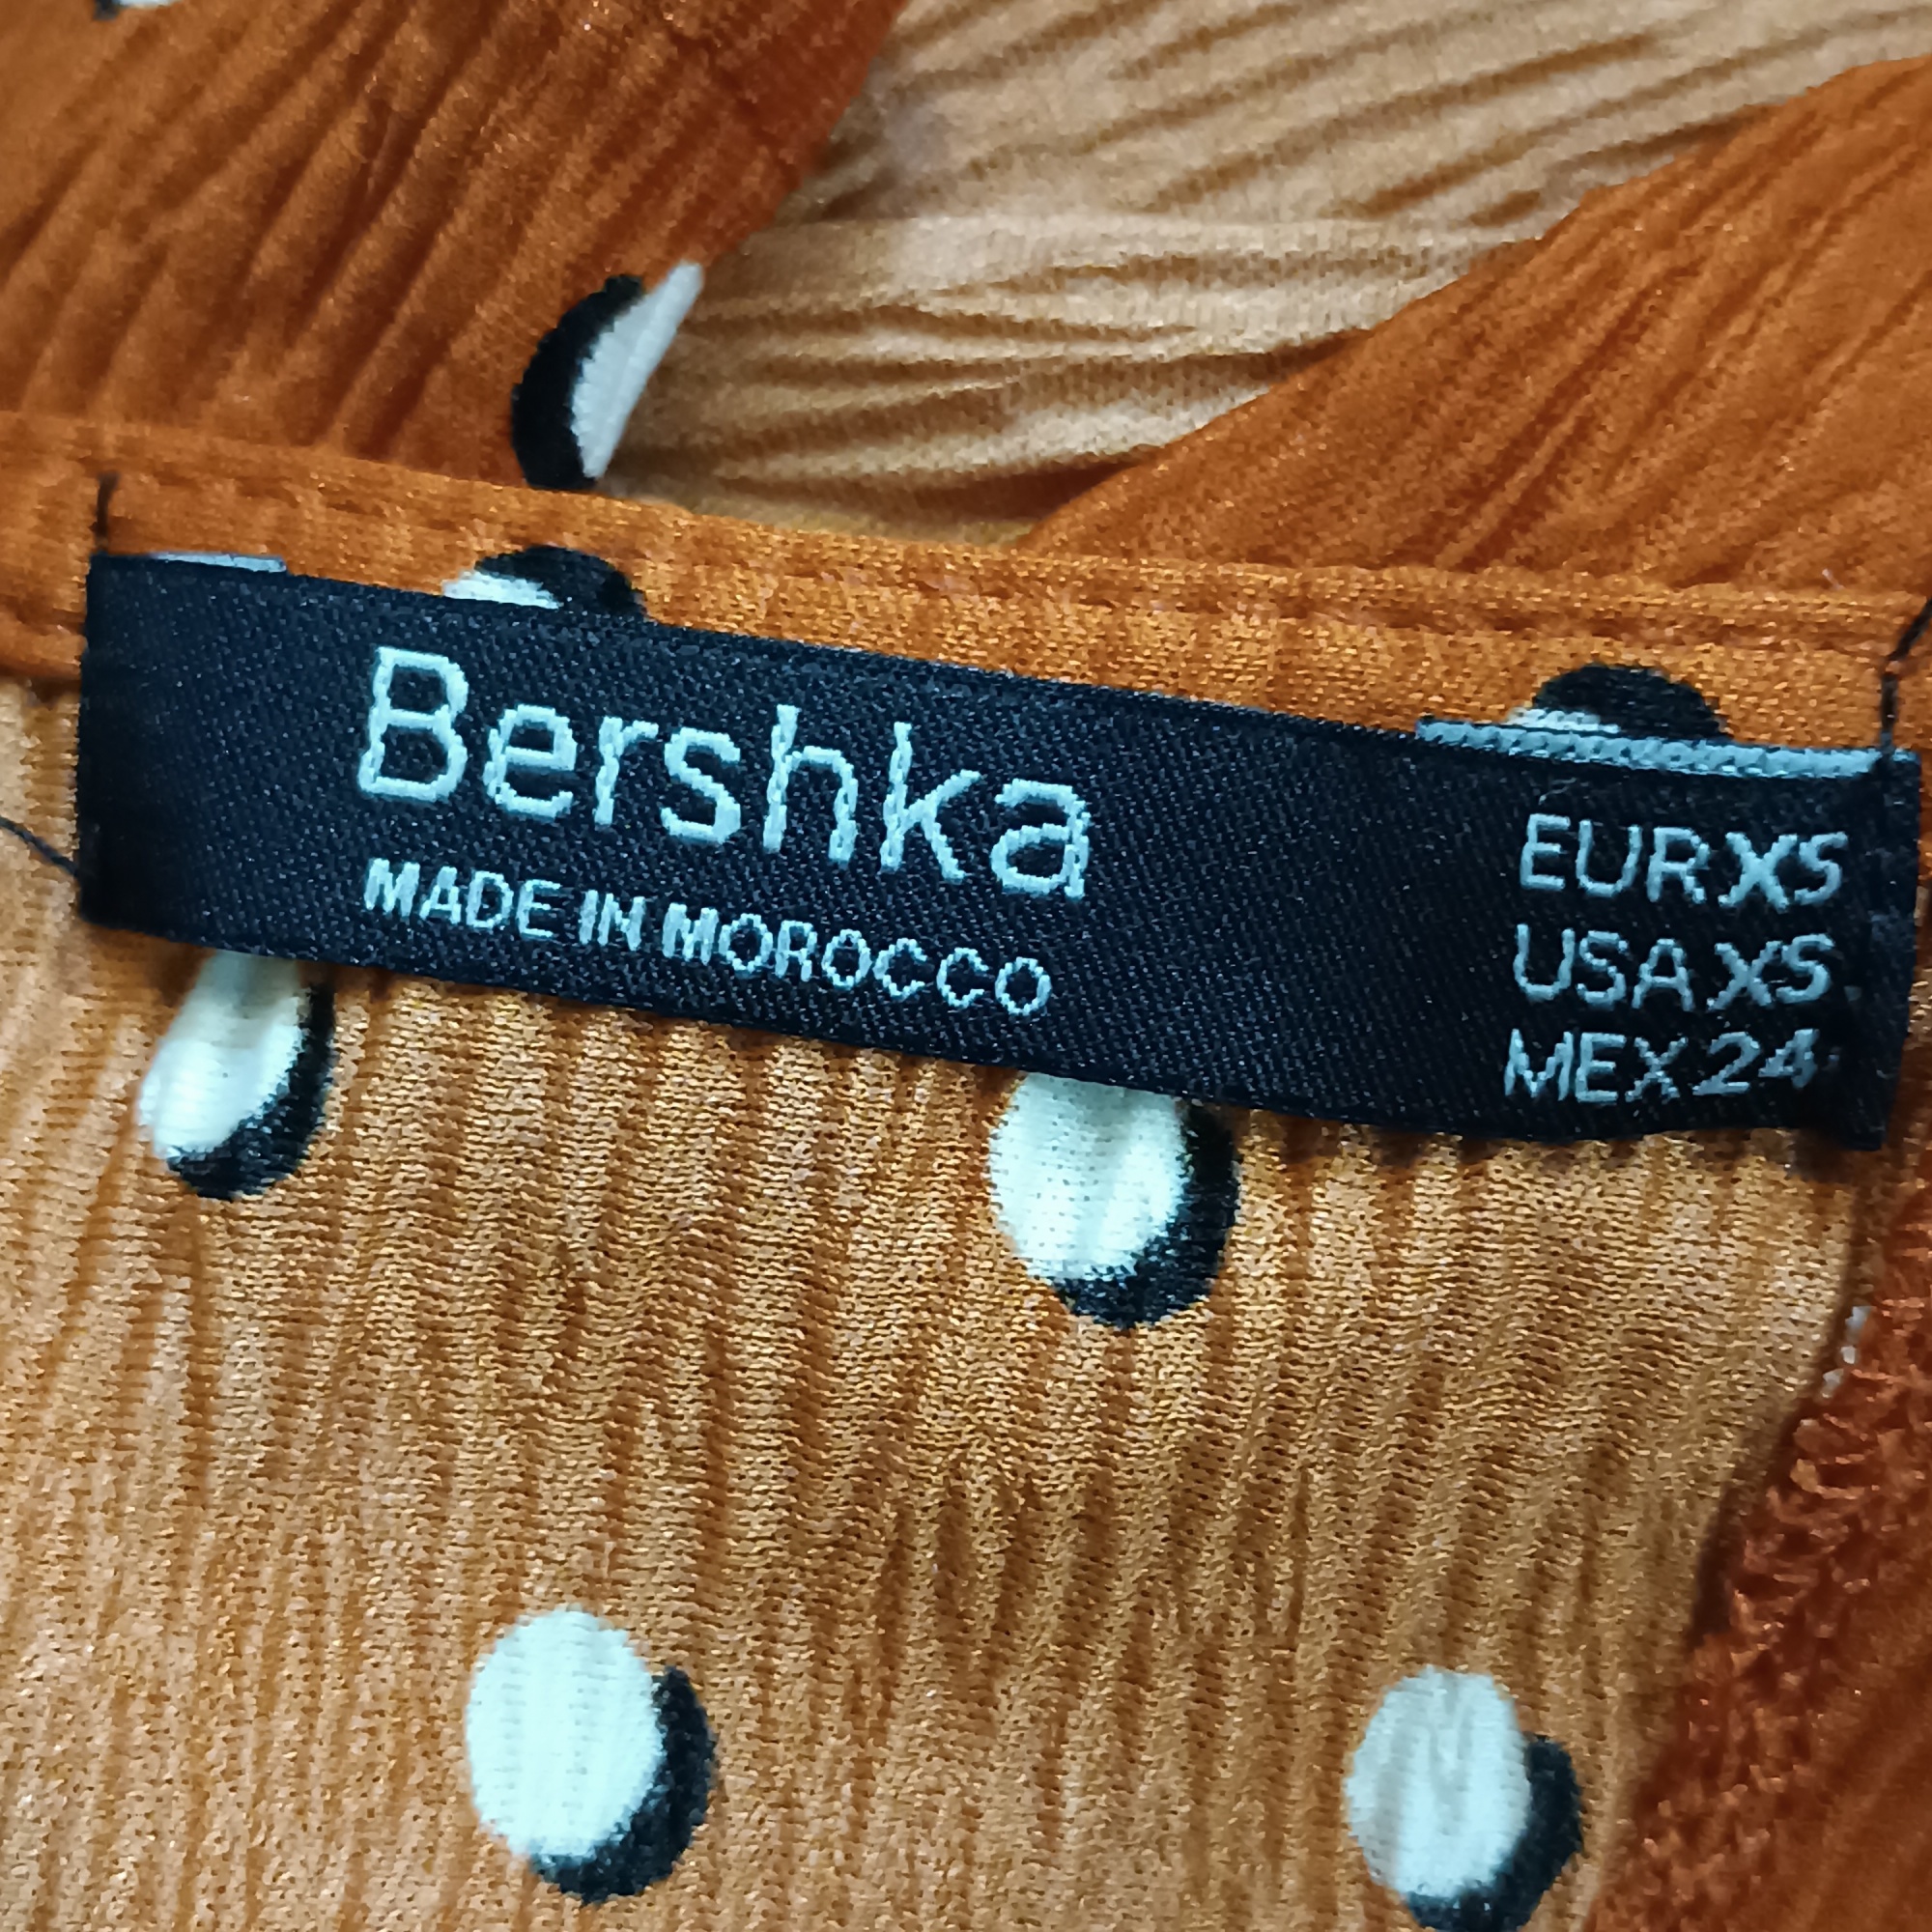 Bershka
MADE IN MOROCCO
EUR XS
USA XS
MEX 24